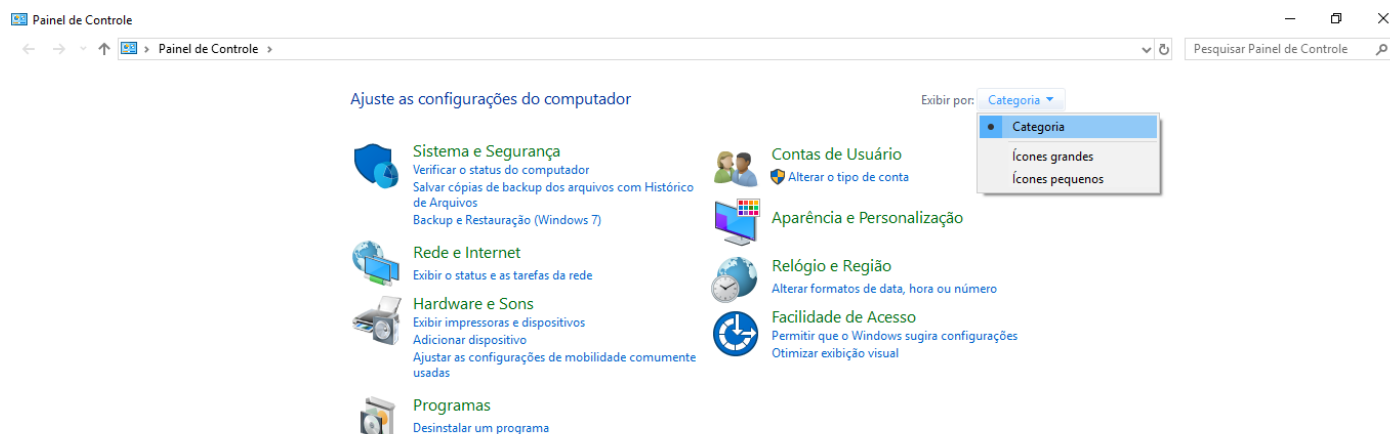 Painel de Controle
Painel de Controle
Pesquisar Painel de Controle
Ajuste as configurações do computador
Exibir por: Categoria
Categoria
Ícones grandes
Ícones pequenos
Sistema e Segurança
Verificar o status do computador
Salvar cópias de backup dos arquivos com Histórico
de Arquivos
Backup e Restauração (Windows 7)
Rede e Internet
Exibir o status e as tarefas da rede
Hardware e Sons
Exibir impressoras e dispositivos
Adicionar dispositivo
Ajustar as configurações de mobilidade comumente
usadas
Programas
Desinstalar um programa
Contas de Usuário
Alterar o tipo de conta
Aparência e Personalização
Relógio e Região
Alterar formatos de data, hora ou número
Facilidade de Acesso
Permitir que o Windows sugira configurações
Otimizar exibição visual